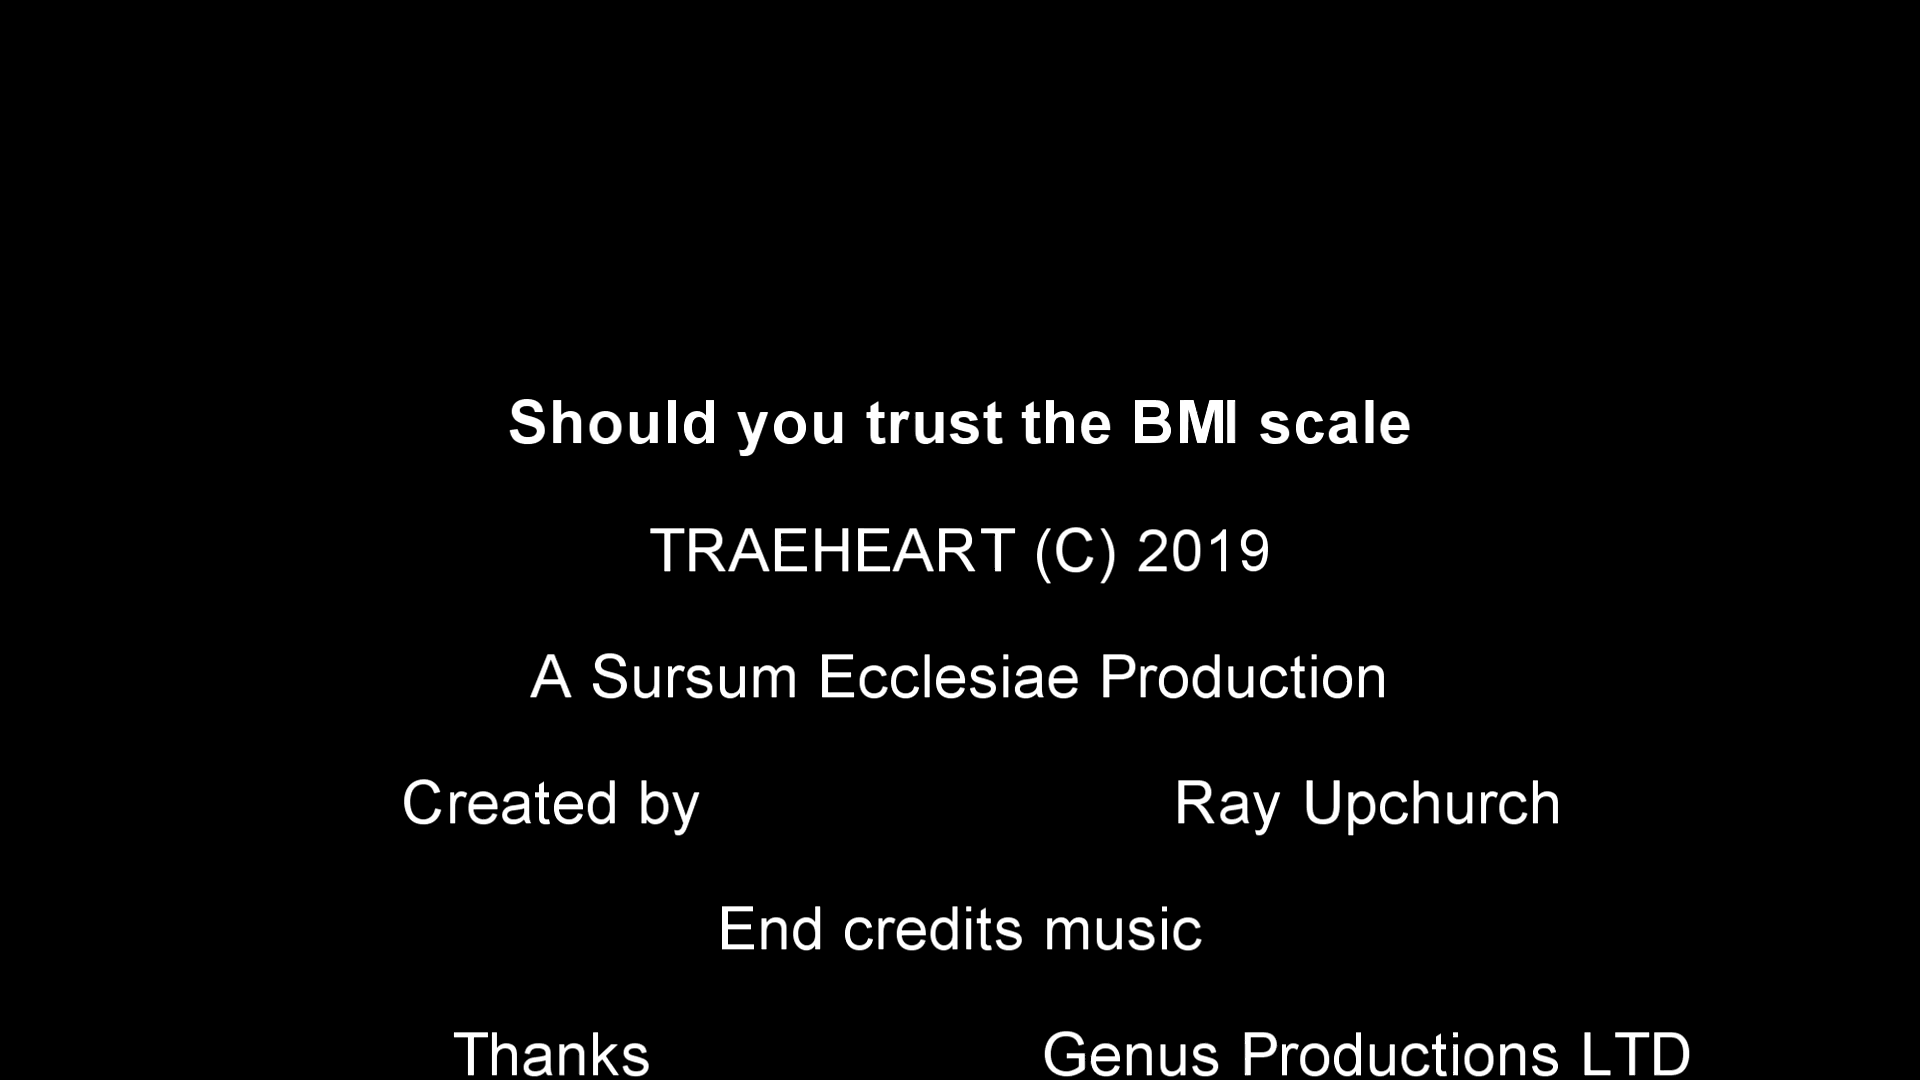 Should you trust the BMI scale
TRAEHEART (C) 2019
A Sursum Ecclesiae Production
Created by Ray Upchurch
End credits music
Thanks Genus Productions LTD